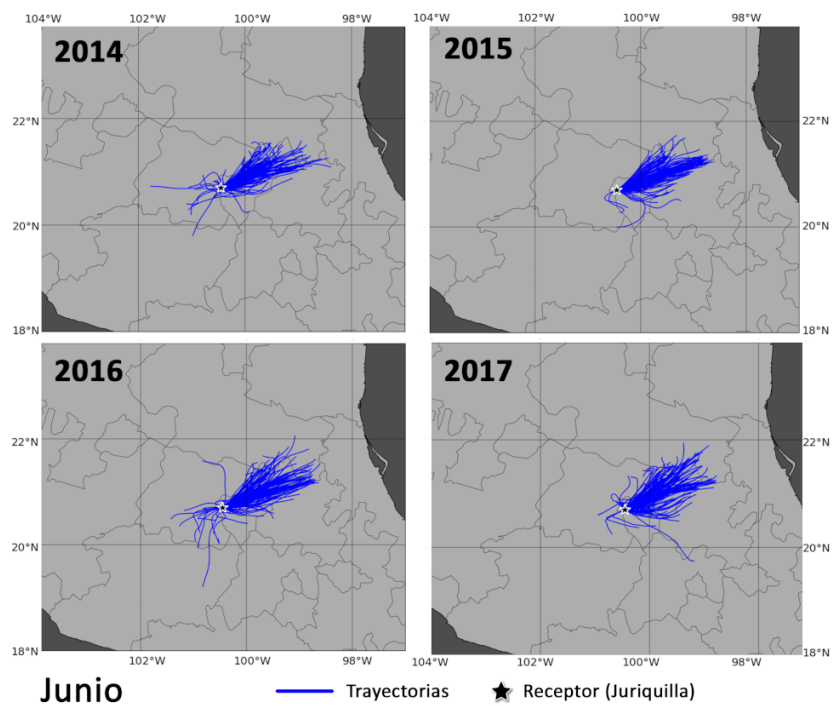 104°W 102°W 100°W 98°W 104°W 102°W 100°W 98°W
2014 2015
22°N 22°N
20°N 20°N
18°N 18°N
2016 2017
22°N 22°N
20°N 20°N
18°N 18°N
102°W 100°W 98°W 104°W 102°W 100°W 98°W
Junio Trayectorias Receptor (Juriquilla)